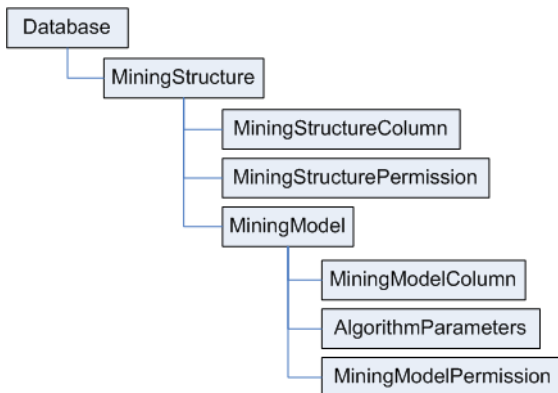 Database
MiningStructure
MiningStructureColumn
MiningStructurePermission
MiningModel
MiningModelColumn
AlgorithmParameters
MiningModelPermission